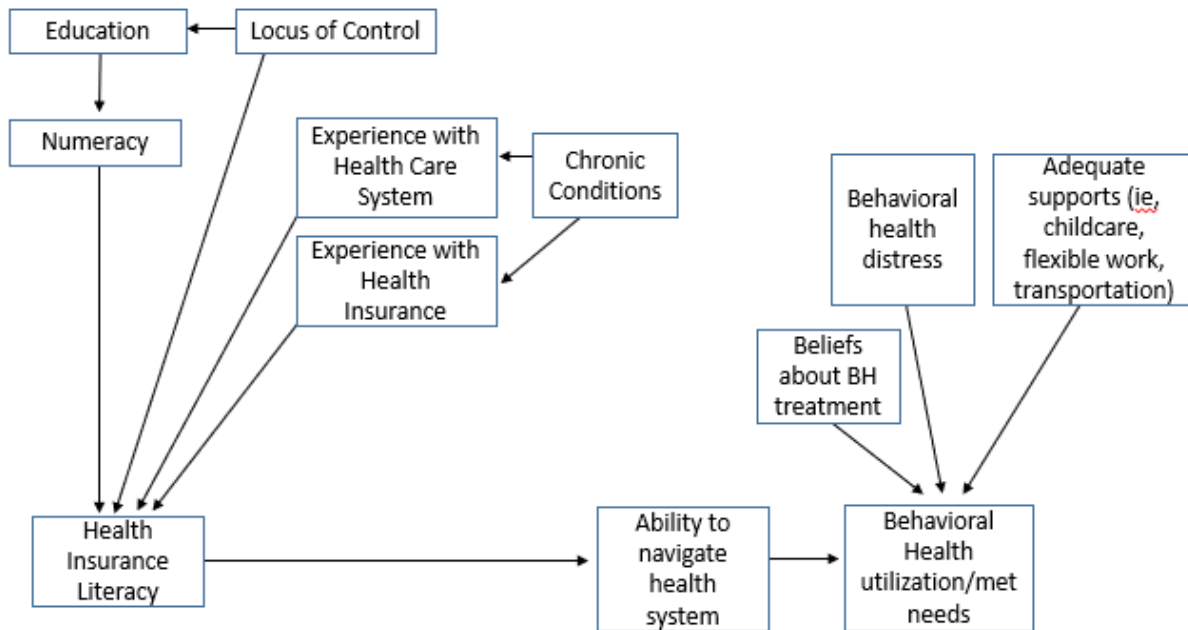 Education
Locus of Control
Numeracy
Experience with
Health Care
System
Chronic
Conditions
Experience with
Health
Insurance
Behavioral
health
distress
Adequate
supports (ie,
childcare,
flexible work,
transportation)
Beliefs
about BH
treatment
Health
Insurance
Literacy
Ability to
navigate
health
system
Behavioral
Health
utilization/met
needs